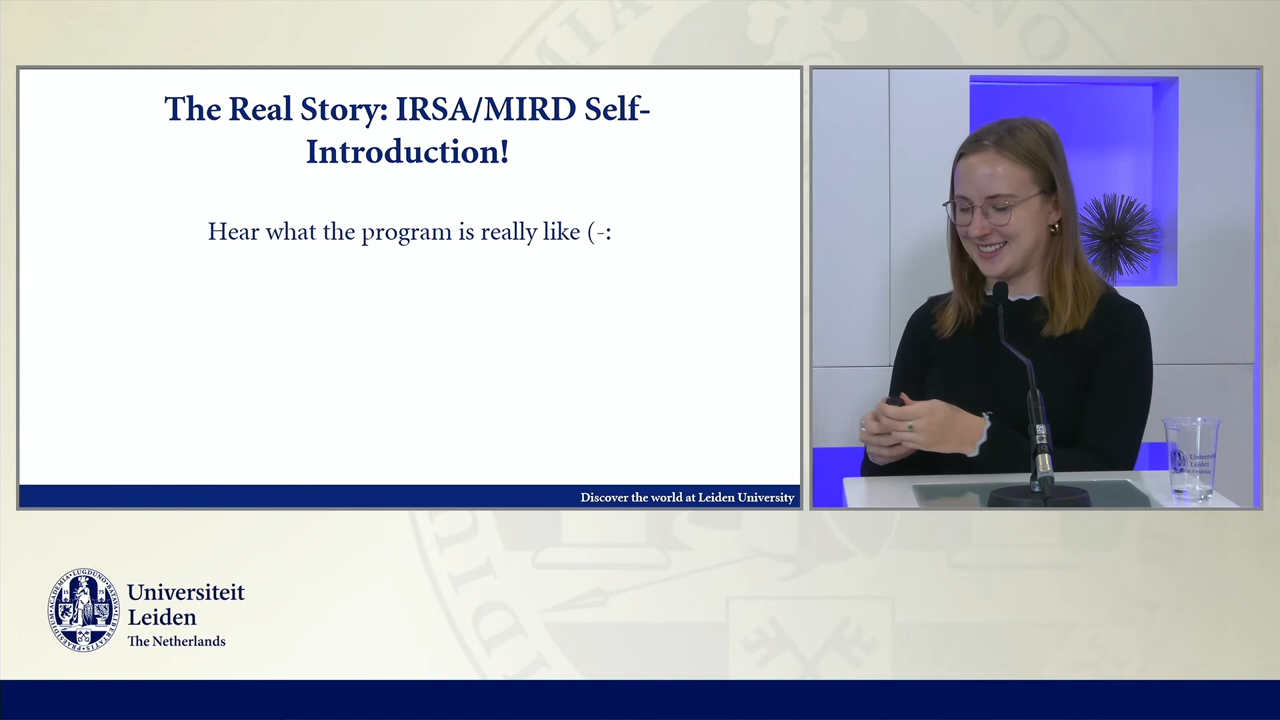 The Real Story: IRSA/MIRD Self-
Introduction!
Hear what the program is really like (-:
Discover the world at Leiden University
Universiteit
Leiden
The Netherlands